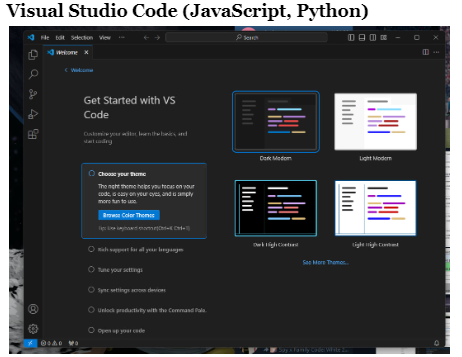 Visual Studio Code (JavaScript, Python)
File Edit Selection View ... Search
Welcome
Welcome
Get Started with VS
Code
Customize your editor, learn the basics, and
start coding
Choose your theme
The right theme helps you focus on your
code, is easy on your eyes, and is simply
more fun to use.
Browse Color Themes
Tip: Use keyboard shortcut (Ctrl+K Ctrl+T)
Rich support for all your languages
Tune your settings
Sync settings across devices
Unlock productivity with the Command Pale.
Open up your code
Dark Modern
Light Modern
Dark High Contrast
Light High Contrast
See More Themes...
0 0 0